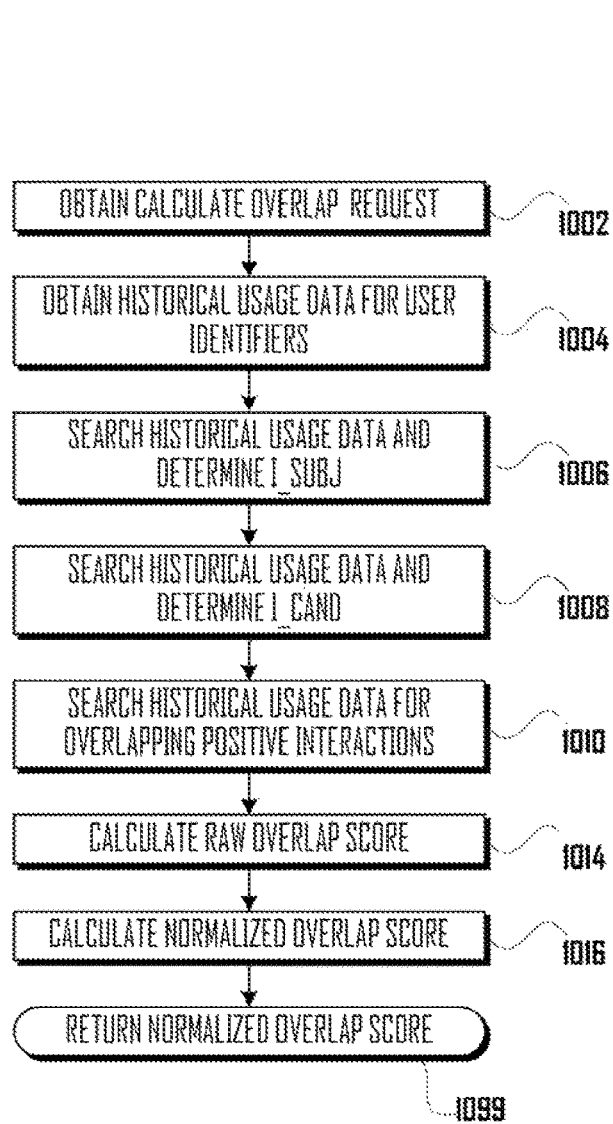 OBTAIN CALCULATE OVERLAP REQUEST
1002
OBTAIN HISTORICAL USAGE DATA FOR USER
IDENTIFIERS
1004
SEARCH HISTORICAL USAGE DATA AND
DETERMINE I_SUBJ
1006
SEARCH HISTORICAL USAGE DATA AND
DETERMINE I_CAND
1008
SEARCH HISTORICAL USAGE DATA FOR
OVERLAPPING POSITIVE INTERACTIONS
1010
CALCULATE RAW OVERLAP SCORE
1014
CALCULATE NORMALIZED OVERLAP SCORE
1016
RETURN NORMALIZED OVERLAP SCORE
1099